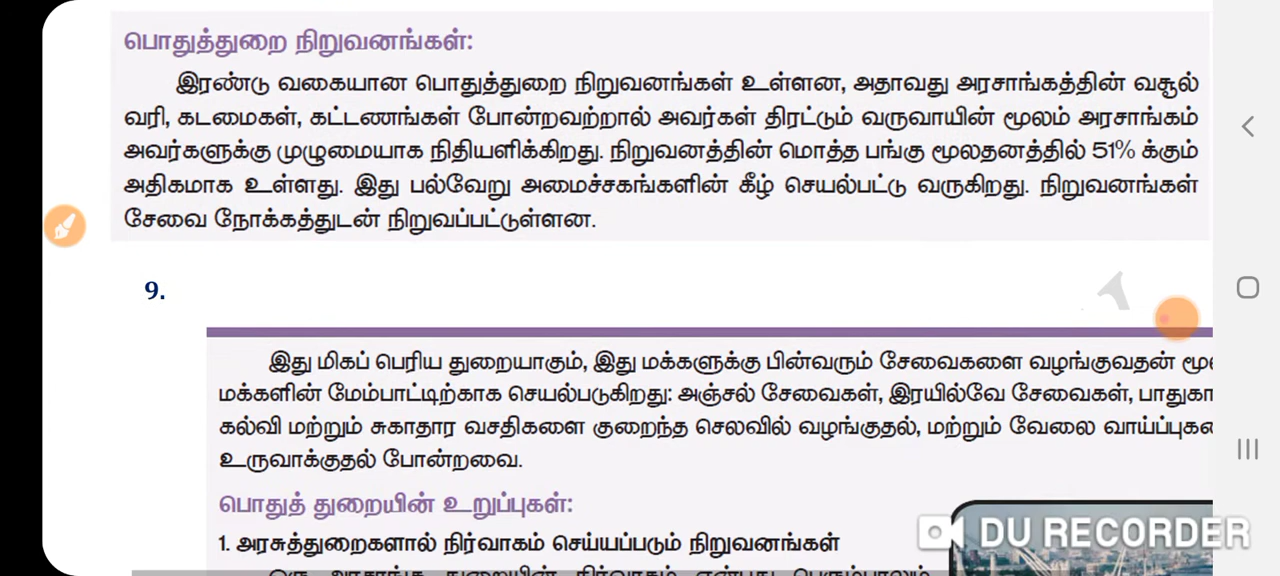 பொதுத்துறை நிறுவனங்கள்:
இரண்டு வகையான பொதுத்துறை நிறுவனங்கள் உள்ளன, அதாவது அரசாங்கத்தின் வசூல்
வரி, கடமைகள், கட்டணங்கள் போன்றவற்றால் அவர்கள் திரட்டும் வருவாயின் மூலம் அரசாங்கம்
அவர்களுக்கு முழுமையாக நிதியளிக்கிறது. நிறுவனத்தின் மொத்த பங்கு மூலதனத்தில் 51% க்கும்
அதிகமாக உள்ளது. இது பல்வேறு அமைச்சகங்களின் கீழ் செயல்பட்டு வருகிறது. நிறுவனங்கள்
சேவை நோக்கத்துடன் நிறுவப்பட்டுள்ளன.
9.
இது மிகப் பெரிய துறையாகும், இது மக்களுக்கு பின்வரும் சேவைகளை வழங்குவதன்
மக்களின் மேம்பாட்டிற்காக செயல்படுகிறது: அஞ்சல் சேவைகள், இரயில்வே சேவைகள்,
கல்வி மற்றும் சுகாதார வசதிகளை குறைந்த செலவில் வழங்குதல், மற்றும் வேலை
உருவாக்குதல் போன்றவை.
பொதுத் துறையின் உறுப்புகள்:
1. அரசுத்துறைகளால் நிர்வாகம் செய்யப்படும் நிறுவனங்கள்
DU RECORDER